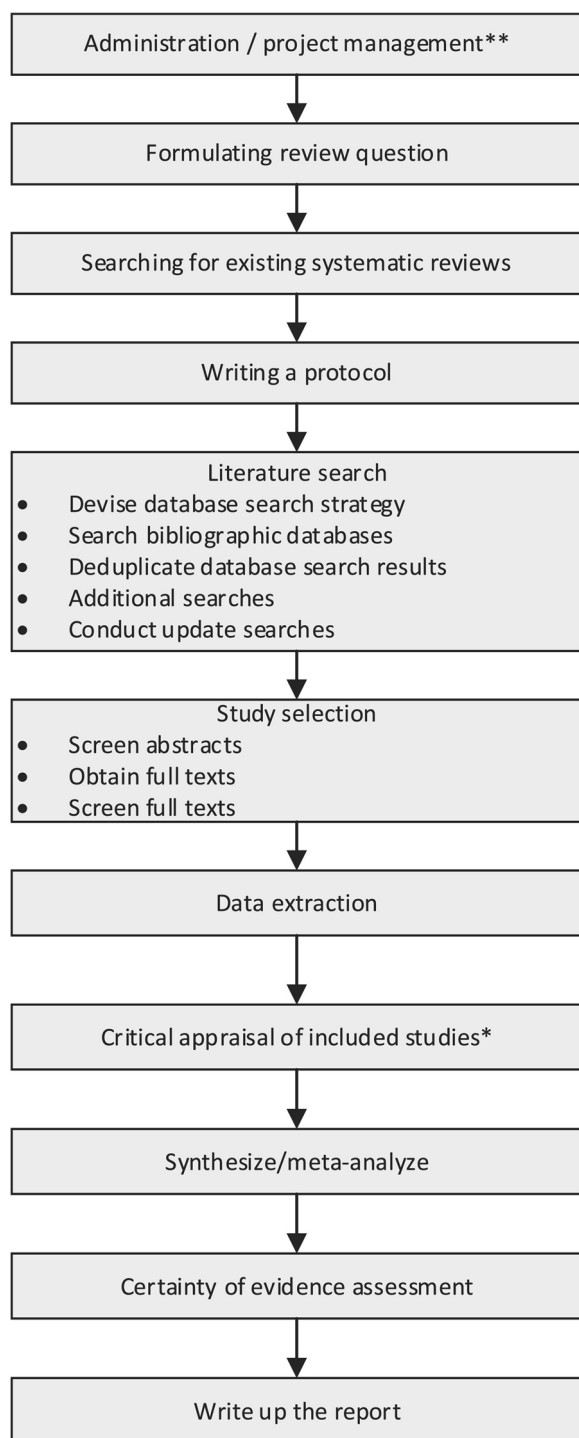 Administration / project management**
Formulating review question
Searching for existing systematic reviews
Writing a protocol
Literature search
• Devise database search strategy
• Search bibliographic databases
• Deduplicate database search results
• Additional searches
• Conduct update searches
Study selection
• Screen abstracts
• Obtain full texts
• Screen full texts
Data extraction
Critical appraisal of included studies*
Synthesize/meta-analyze
Certainty of evidence assessment
Write up the report